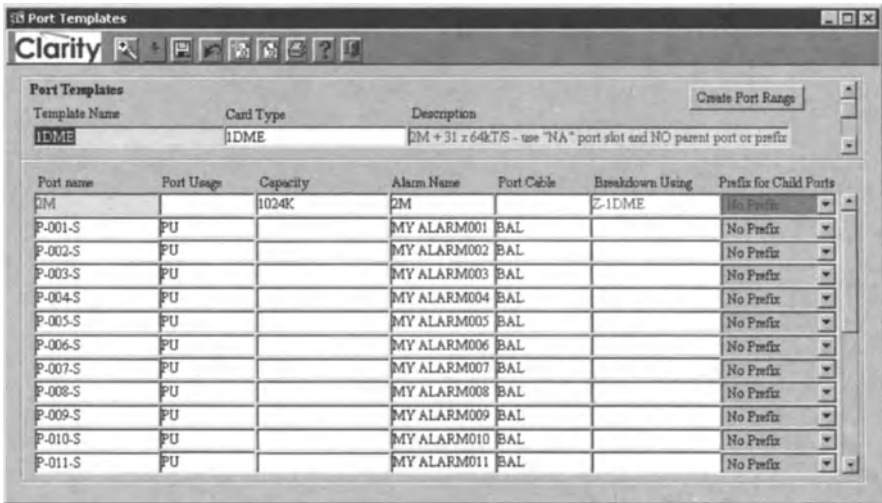 Port Templates
Clarity ?
Port Templates Create Port Range
Template Name Card Type Description
1DME 1DME 2M + 31 x 64kT/S - use "NA" port slot and NO parent port or prefix
Port name Port Usage Capacity Alarm Name Port Cable Breakdown Using Prefix for Child Ports
2M 1024K 2M Z-1DME No Prefix
P-001-S PU MY ALARM001 BAL No Prefix
P-002-S PU MY ALARM002 BAL No Prefix
P-003-S PU MY ALARM003 BAL No Prefix
P-004-S PU MY ALARM004 BAL No Prefix
P-005-S PU MY ALARM005 BAL No Prefix
P-006-S PU MY ALARM006 BAL No Prefix
P-007-S PU MY ALARM007 BAL No Prefix
P-008-S PU MY ALARM008 BAL No Prefix
P-009-S PU MY ALARM009 BAL No Prefix
P-010-S PU MY ALARM010 BAL No Prefix
P-011-S PU MY ALARM011 BAL No Prefix